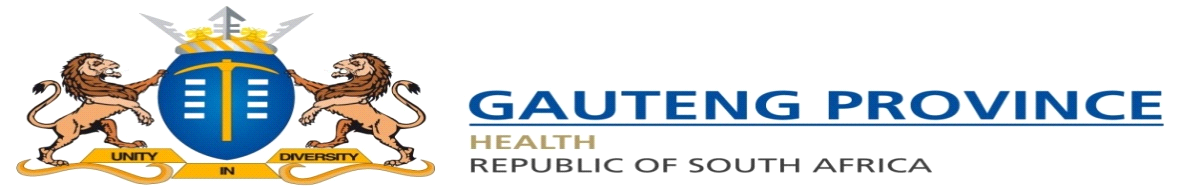 UNITY
IN
DIVERSITY
GAUTENG PROVINCE
HEALTH
REPUBLIC OF SOUTH AFRICA